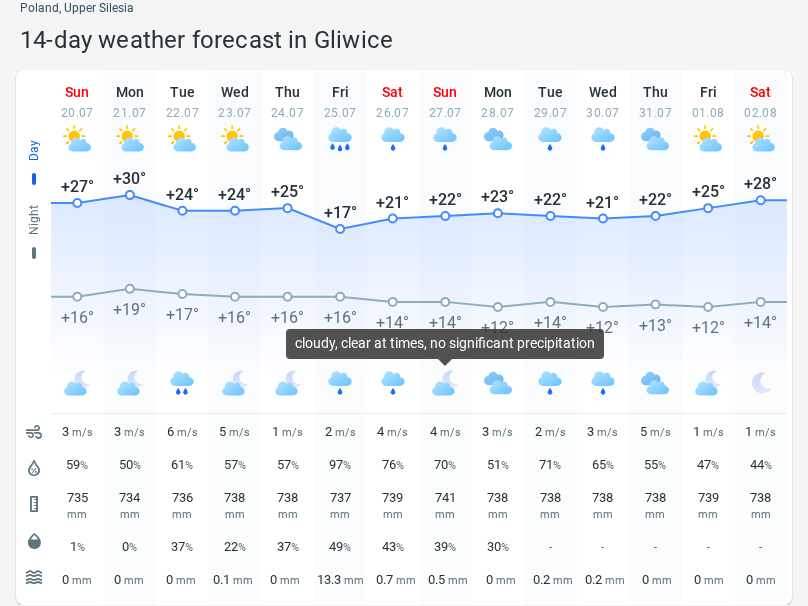 Poland, Upper Silesia
14-day weather forecast in Gliwice
Sun Mon Tue Wed Thu Fri Sat Sun Mon Tue Wed Thu Fri Sat
20.07 21.07 22.07 23.07 24.07 25.07 26.07 27.07 28.07 29.07 30.07 31.07 01.08 02.08
Day
+27° +30° +24° +24° +25° +17° +21° +22° +23° +22° +21° +22° +25° +28°
Night
+16° +19° +17° +16° +16° +16° +14° +14° +12° +14° +12° +13° +12° +14°
cloudy, clear at times, no significant precipitation
3 m/s 3 m/s 6 m/s 5 m/s 1 m/s 2 m/s 4 m/s 4 m/s 3 m/s 2 m/s 3 m/s 5 m/s 1 m/s 1 m/s
59% 50% 61% 57% 57% 97% 76% 70% 51% 71% 65% 55% 47% 44%
735 734 736 738 738 737 739 741 738 738 738 738 739 738
mm mm mm mm mm mm mm mm mm mm mm mm mm mm
1% 0% 37% 22% 37% 49% 43% 39% 30% - - - - -
0 mm 0 mm 0 mm 0.1 mm 0 mm 13.3 mm 0.7 mm 0.5 mm 0 mm 0.2 mm 0.2 mm 0 mm 0 mm 0 mm